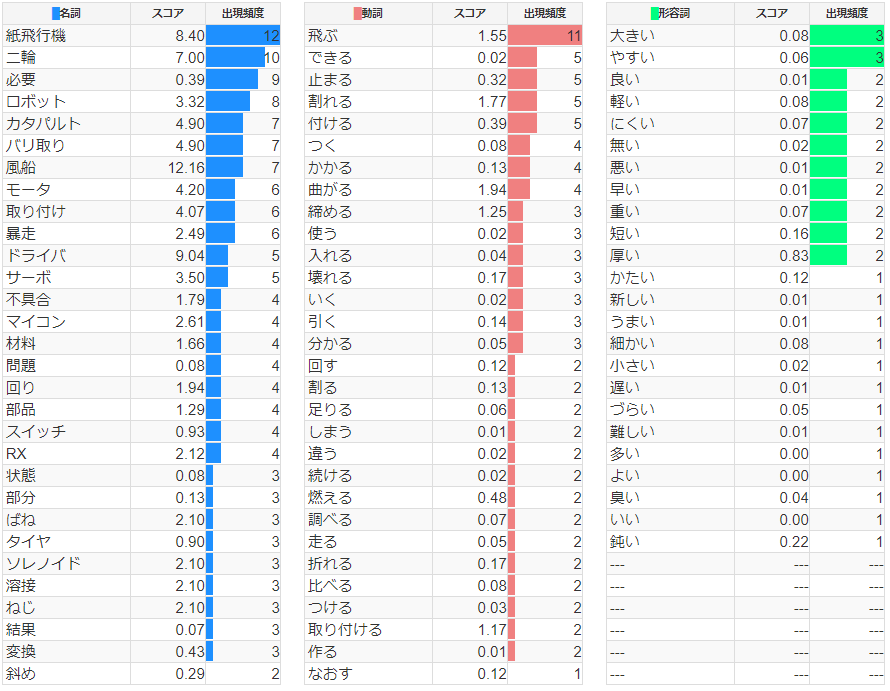 名詞 スコア 出現頻度 動詞 スコア 出現頻度 形容詞 スコア 出現頻度
紙飛行機 8.40 12 飛ぶ 1.55 11 大きい 0.08 3
二輪 7.00 10 できる 0.02 5 やすい 0.06 3
必要 0.39 9 止まる 0.32 5 良い 0.01 2
ロボット 3.32 8 割れる 1.77 5 軽い 0.08 2
カタパルト 4.90 7 付ける 0.39 5 にくい 0.07 2
バリ取り 4.90 7 つく 0.08 4 無い 0.02 2
風船 12.16 7 かかる 0.13 4 悪い 0.01 2
モータ 4.20 6 曲がる 1.94 4 早い 0.01 2
取り付け 4.07 6 締める 1.25 3 重い 0.07 2
暴走 2.49 6 使う 0.02 3 短い 0.16 2
ドライバ 9.04 5 入れる 0.04 3 厚い 0.83 2
サーボ 3.50 5 壊れる 0.17 3 かたい 0.12 1
不具合 1.79 4 いく 0.02 3 新しい 0.01 1
マイコン 2.61 4 引く 0.14 3 うまい 0.01 1
材料 1.66 4 分かる 0.05 3 細かい 0.08 1
問題 0.08 4 回す 0.12 2 小さい 0.02 1
回り 1.94 4 割る 0.13 2 遅い 0.01 1
部品 1.29 4 足りる 0.06 2 づらい 0.05 1
スイッチ 0.93 4 しまう 0.01 2 難しい 0.01 1
RX 2.12 4 違う 0.02 2 多い 0.00 1
状態 0.08 3 続ける 0.02 2 よい 0.00 1
部分 0.13 3 燃える 0.48 2 臭い 0.04 1
ばね 2.10 3 調べる 0.07 2 いい 0.00 1
タイヤ 0.90 3 走る 0.05 2 鈍い 0.22 1
ソレノイド 2.10 3 折れる 0.17 2 --- --- ---
溶接 2.10 3 比べる 0.08 2 --- --- ---
ねじ 2.10 3 つける 0.03 2 --- --- ---
結果 0.07 3 取り付ける 1.17 2 --- --- ---
変換 0.43 3 作る 0.01 2 --- --- ---
斜め 0.29 2 なおす 0.12 1 --- --- ---